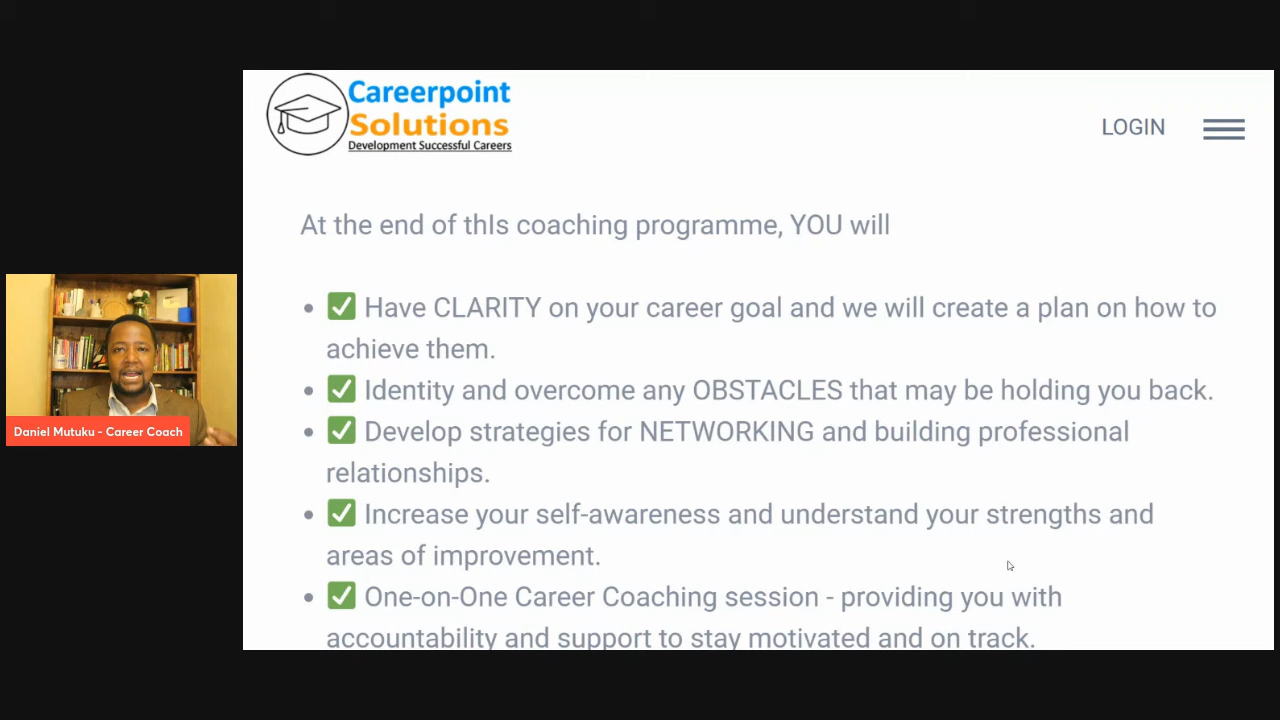 Careerpoint
Solutions
Development Successful Careers
LOGIN
At the end of thIs coaching programme, YOU will
• ✅ Have CLARITY on your career goal and we will create a plan on how to
achieve them.
• ✅ Identity and overcome any OBSTACLES that may be holding you back.
• ✅ Develop strategies for NETWORKING and building professional
relationships.
• ✅ Increase your self-awareness and understand your strengths and
areas of improvement.
• ✅ One-on-One Career Coaching session - providing you with
accountability and support to stay motivated and on track.
Daniel Mutuku - Career Coach